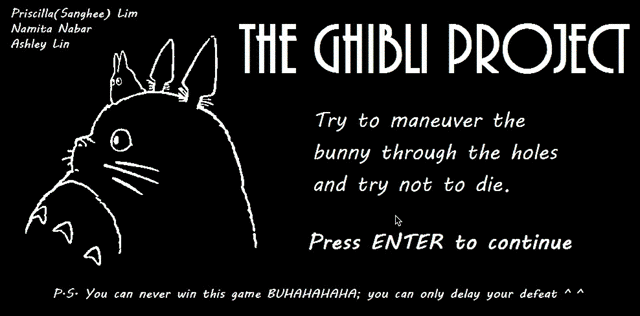 Priscilla(Sanghee) Lim
Namita Nabar
Ashley Lin
THE GHIBLI PROJECT
Try to maneuver the
bunny through the holes
and try not to die.
Press ENTER to continue
P.S. You can never win this game BUHAHAHAHA; you can only delay your defeat ^ ^